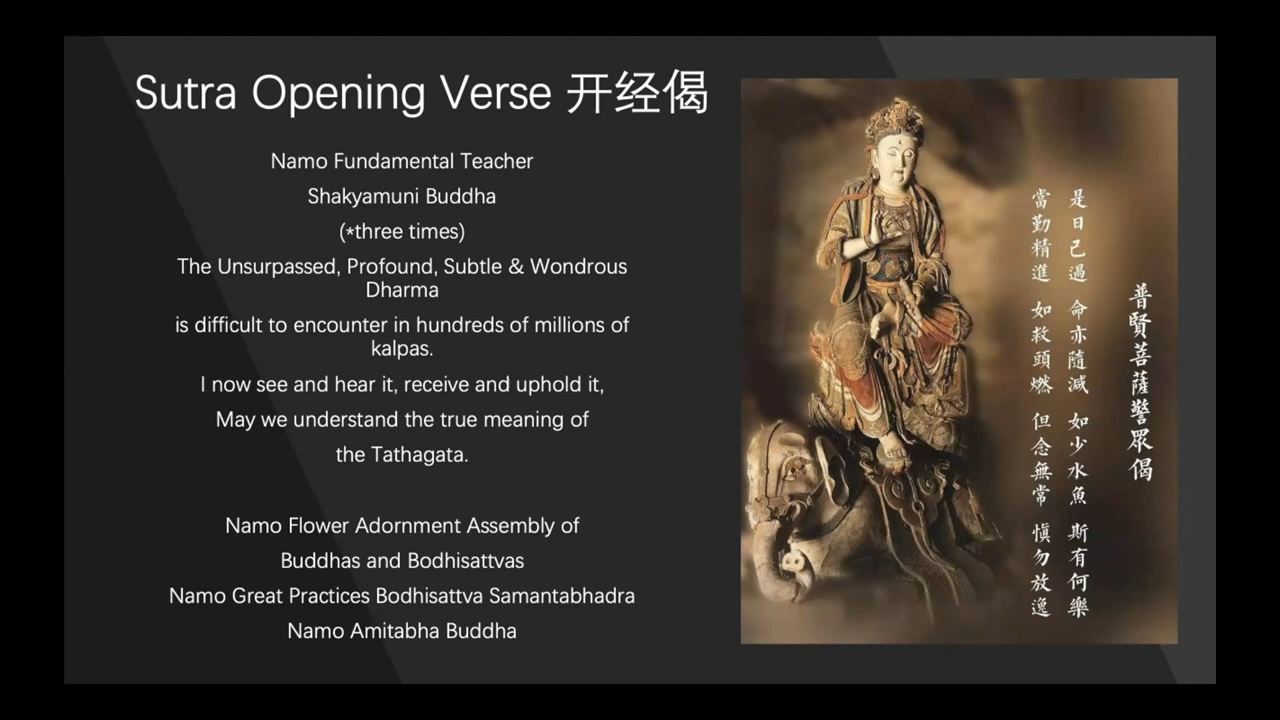 Sutra Opening Verse 开经偈
Namo Fundamental Teacher
Shakyamuni Buddha
(*three times)
The Unsurpassed, Profound, Subtle & Wondrous
Dharma
is difficult to encounter in hundreds of millions of
kalpas.
I now see and hear it, receive and uphold it,
May we understand the true meaning of
the Tathagata.
Namo Flower Adornment Assembly of
Buddhas and Bodhisattvas
Namo Great Practices Bodhisattva Samantabhadra
Namo Amitabha Buddha
普賢菩薩警眾偈
是日已過 命亦隨減 如少水魚 斯有何樂
當勤精進 如救頭燃 但念無常 慎勿放逸